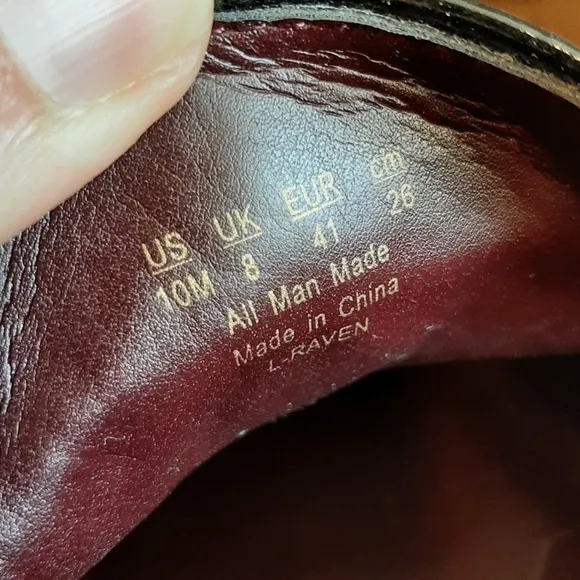 US UK EUR cm
10M 8 41 26
All Man Made
Made in China
L-RAVEN